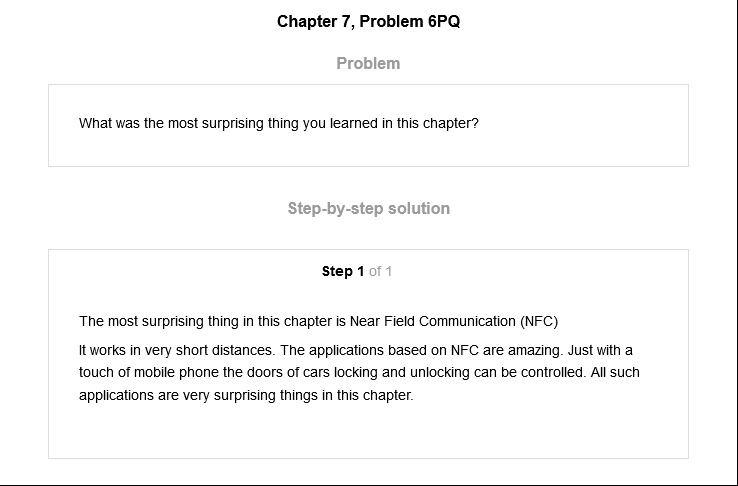 Chapter 7, Problem 6PQ
Problem
What was the most surprising thing you learned in this chapter?
Step-by-step solution
Step 1 of 1
The most surprising thing in this chapter is Near Field Communication (NFC)
It works in very short distances. The applications based on NFC are amazing. Just with a
touch of mobile phone the doors of cars locking and unlocking can be controlled. All such
applications are very surprising things in this chapter.